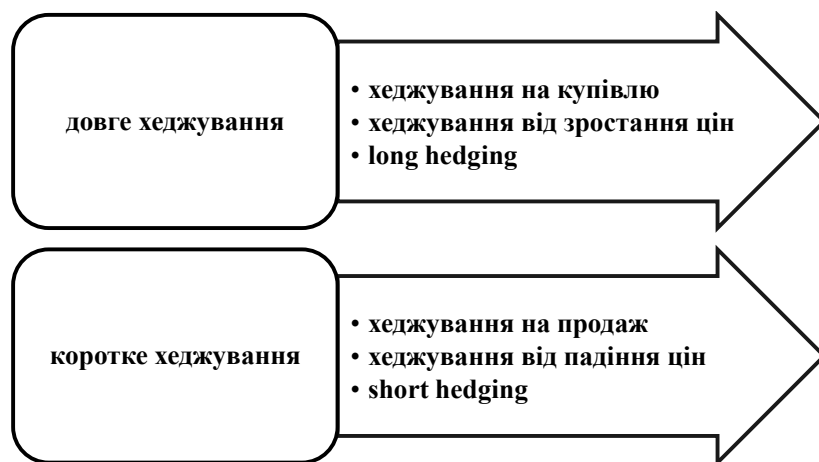 довге хеджування
• хеджування на купівлю
• хеджування від зростання цін
• long hedging
коротке хеджування
• хеджування на продаж
• хеджування від падіння цін
• short hedging